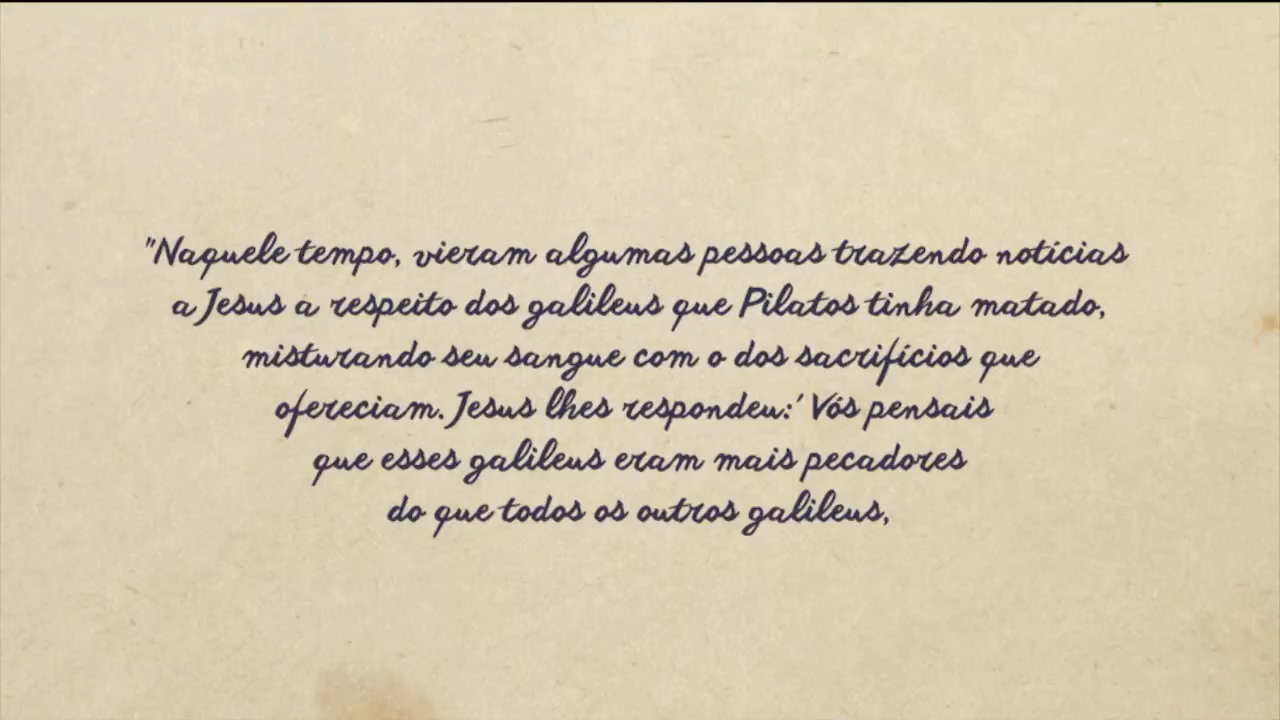 "Naquele tempo, vieram algumas pessoas trazendo notícias
a Jesus a respeito dos galileus que Pilatos tinha matado,
misturando seu sangue com o dos sacrifícios que
ofereciam. Jesus lhes respondeu:' Vós pensais
que esses galileus eram mais pecadores
do que todos os outros galileus,